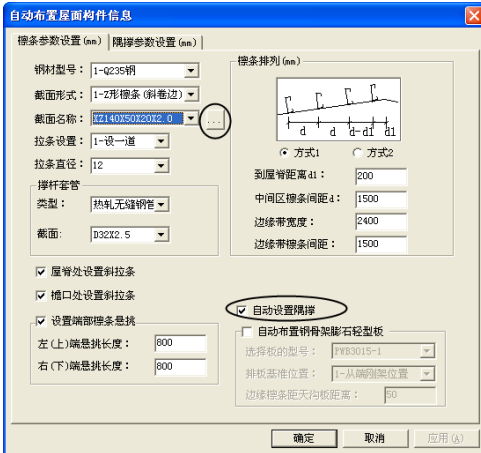 自动布置屋面构件信息
檩条参数设置(mm) 隅撑参数设置(mm)
钢材型号： 1-Q235钢
截面形式： 1-Z形檩条(斜卷边)
截面名称： XZ140X50X20X2.0 ...
拉条设置： 1-设一道
拉条直径： 12
撑杆套管
类型： 热轧无缝钢管
截面： D32X2.5
屋脊处设置斜拉条
檐口处设置斜拉条
设置端部檩条悬挑
左(上)端悬挑长度： 800
右(下)端悬挑长度： 800
檩条排列(mm)
d d d-d1 d1
方式1 方式2
到屋脊距离d1： 200
中间区檩条间距d： 1500
边缘带宽度： 2400
边缘带檩条间距： 1500
自动设置隅撑
自动布置钢骨架膨石轻型板
选择板的型号： PWB3015-1
排板基准位置： 1-从端刚架位置
边缘檩条距天沟板距离： 50
确定 取消 应用(A)